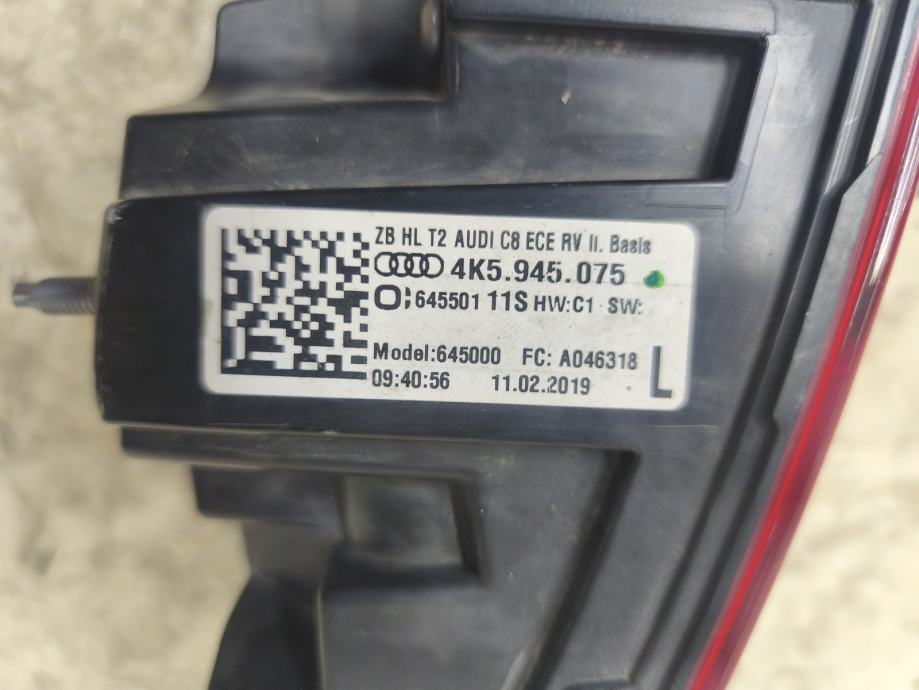 ZB HL T2 AUDI C8 ECE RV li. Basis
4K5.945.075
645501 11S HW:C1 SW:
Model:645000 FC: A046318 L
09:40:56 11.02.2019